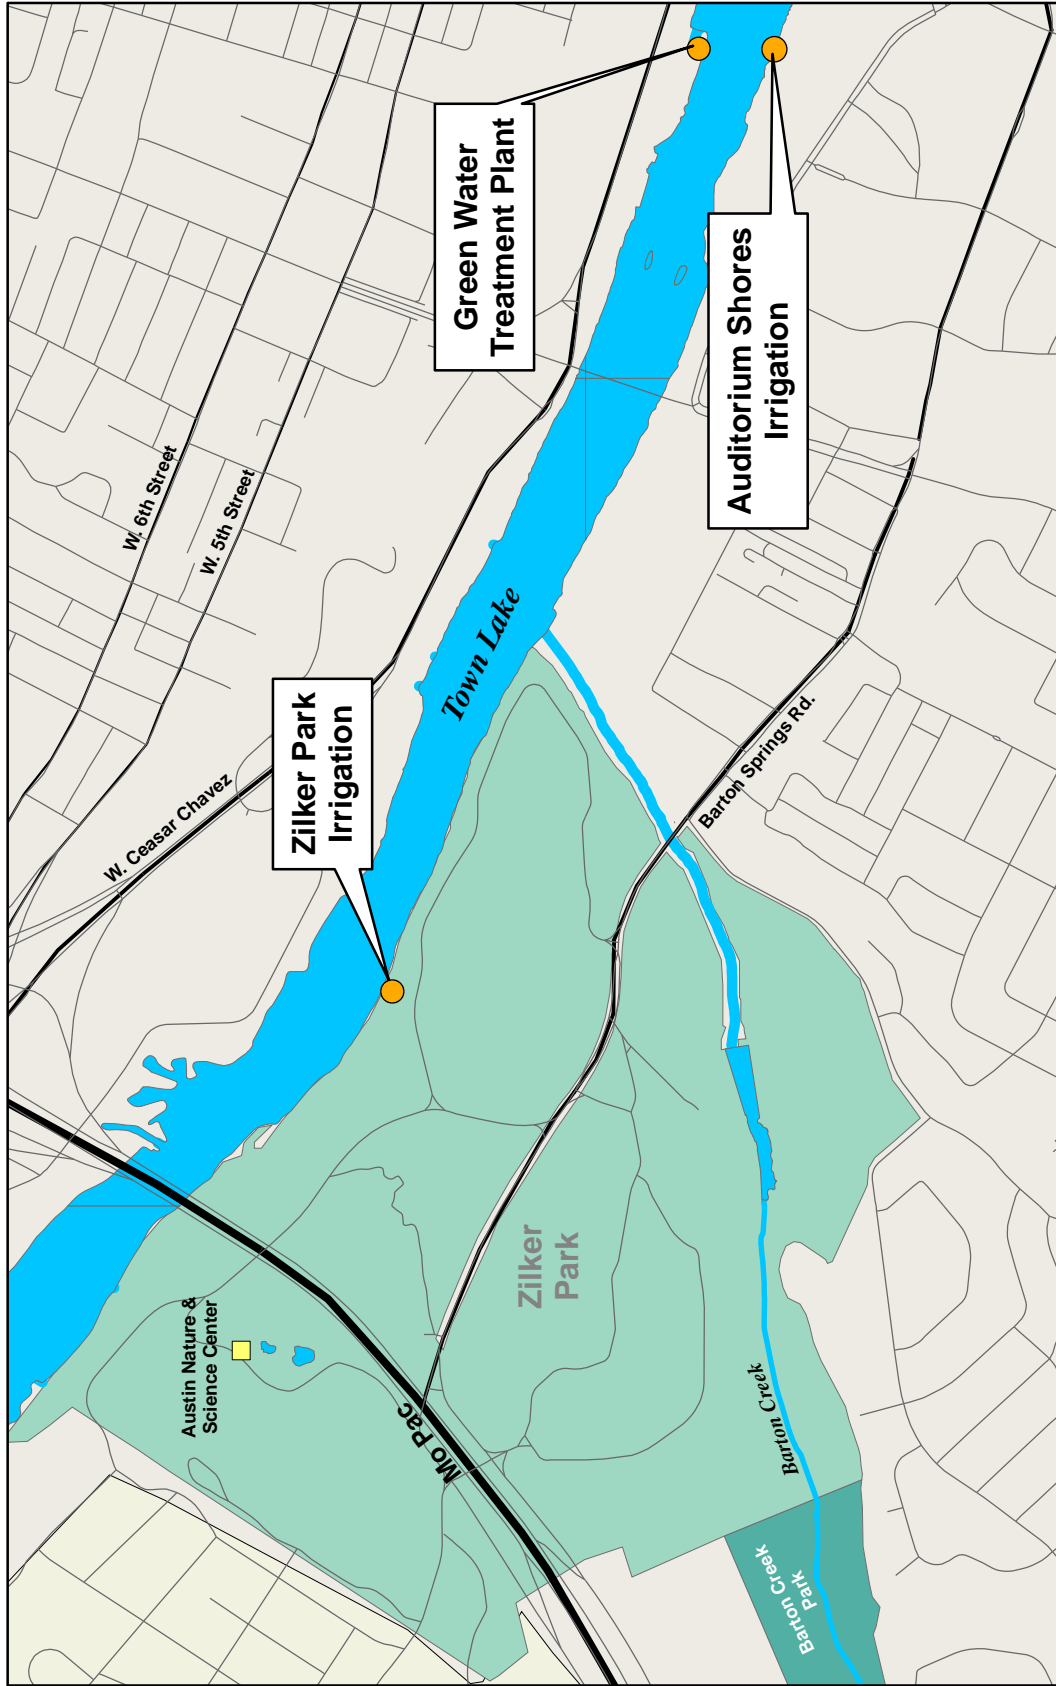 W. 6th Street
W. 5th Street
W. Ceasar Chavez
Green Water
Treatment Plant
Auditorium Shores
Irrigation
Zilker Park
Irrigation
Town Lake
Barton Springs Rd.
Zilker
Park
Austin Nature &
Science Center
Mo Pac
Barton Creek
Barton Creek
Park